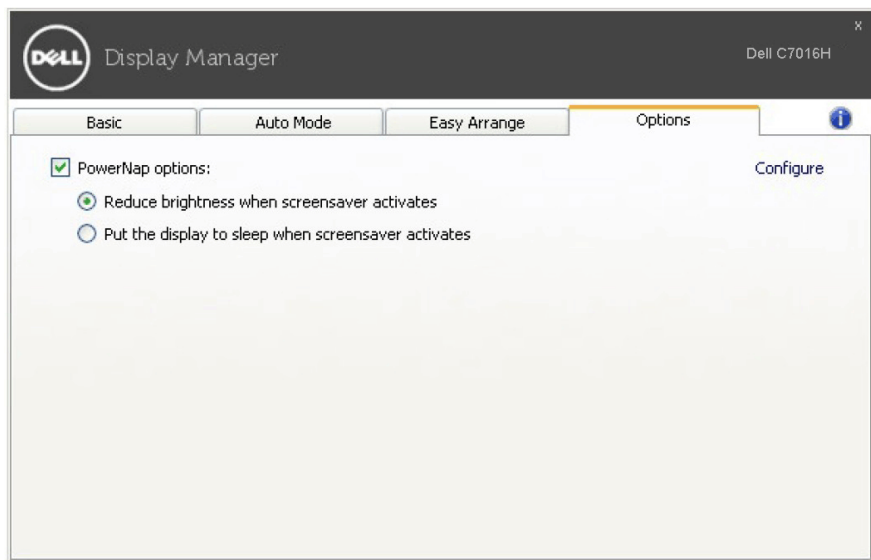 DELL
Display Manager
x
Dell C7016H
Basic
Auto Mode
Easy Arrange
Options
i
PowerNap options:
Configure
Reduce brightness when screensaver activates
Put the display to sleep when screensaver activates